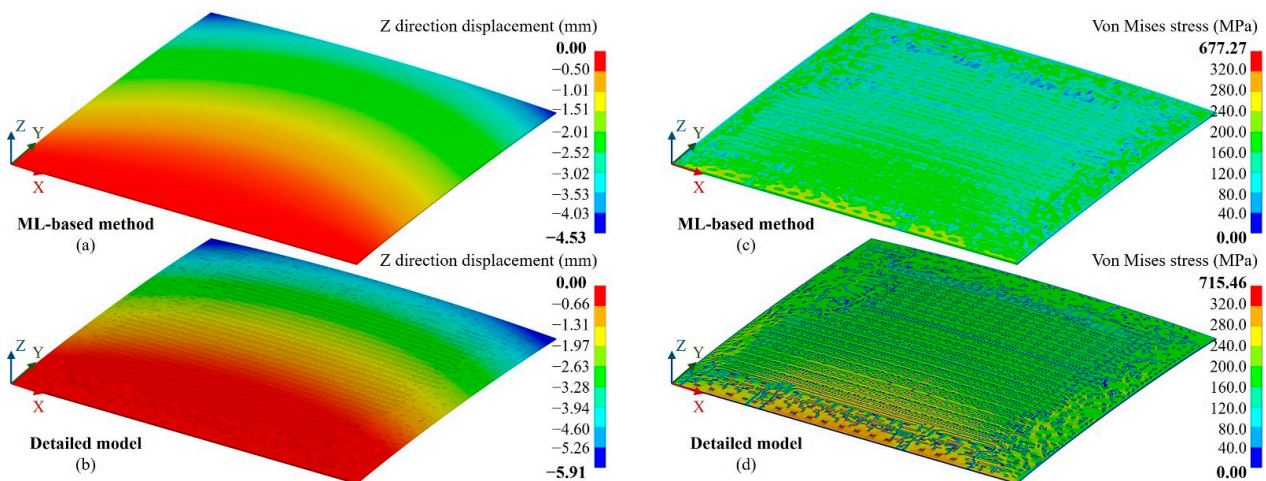 Z direction displacement (mm)
0.00
−0.50
−1.01
−1.51
−2.01
−2.52
−3.02
−3.53
−4.03
−4.53
Z
Y
X
ML-based method
(a)
Von Mises stress (MPa)
677.27
320.0
280.0
240.0
200.0
160.0
120.0
80.0
40.0
0.00
Z
Y
X
ML-based method
(c)
Z direction displacement (mm)
0.00
−0.66
−1.31
−1.97
−2.63
−3.28
−3.94
−4.60
−5.26
−5.91
Z
Y
X
Detailed model
(b)
Von Mises stress (MPa)
715.46
320.0
280.0
240.0
200.0
160.0
120.0
80.0
40.0
0.00
Z
Y
X
Detailed model
(d)